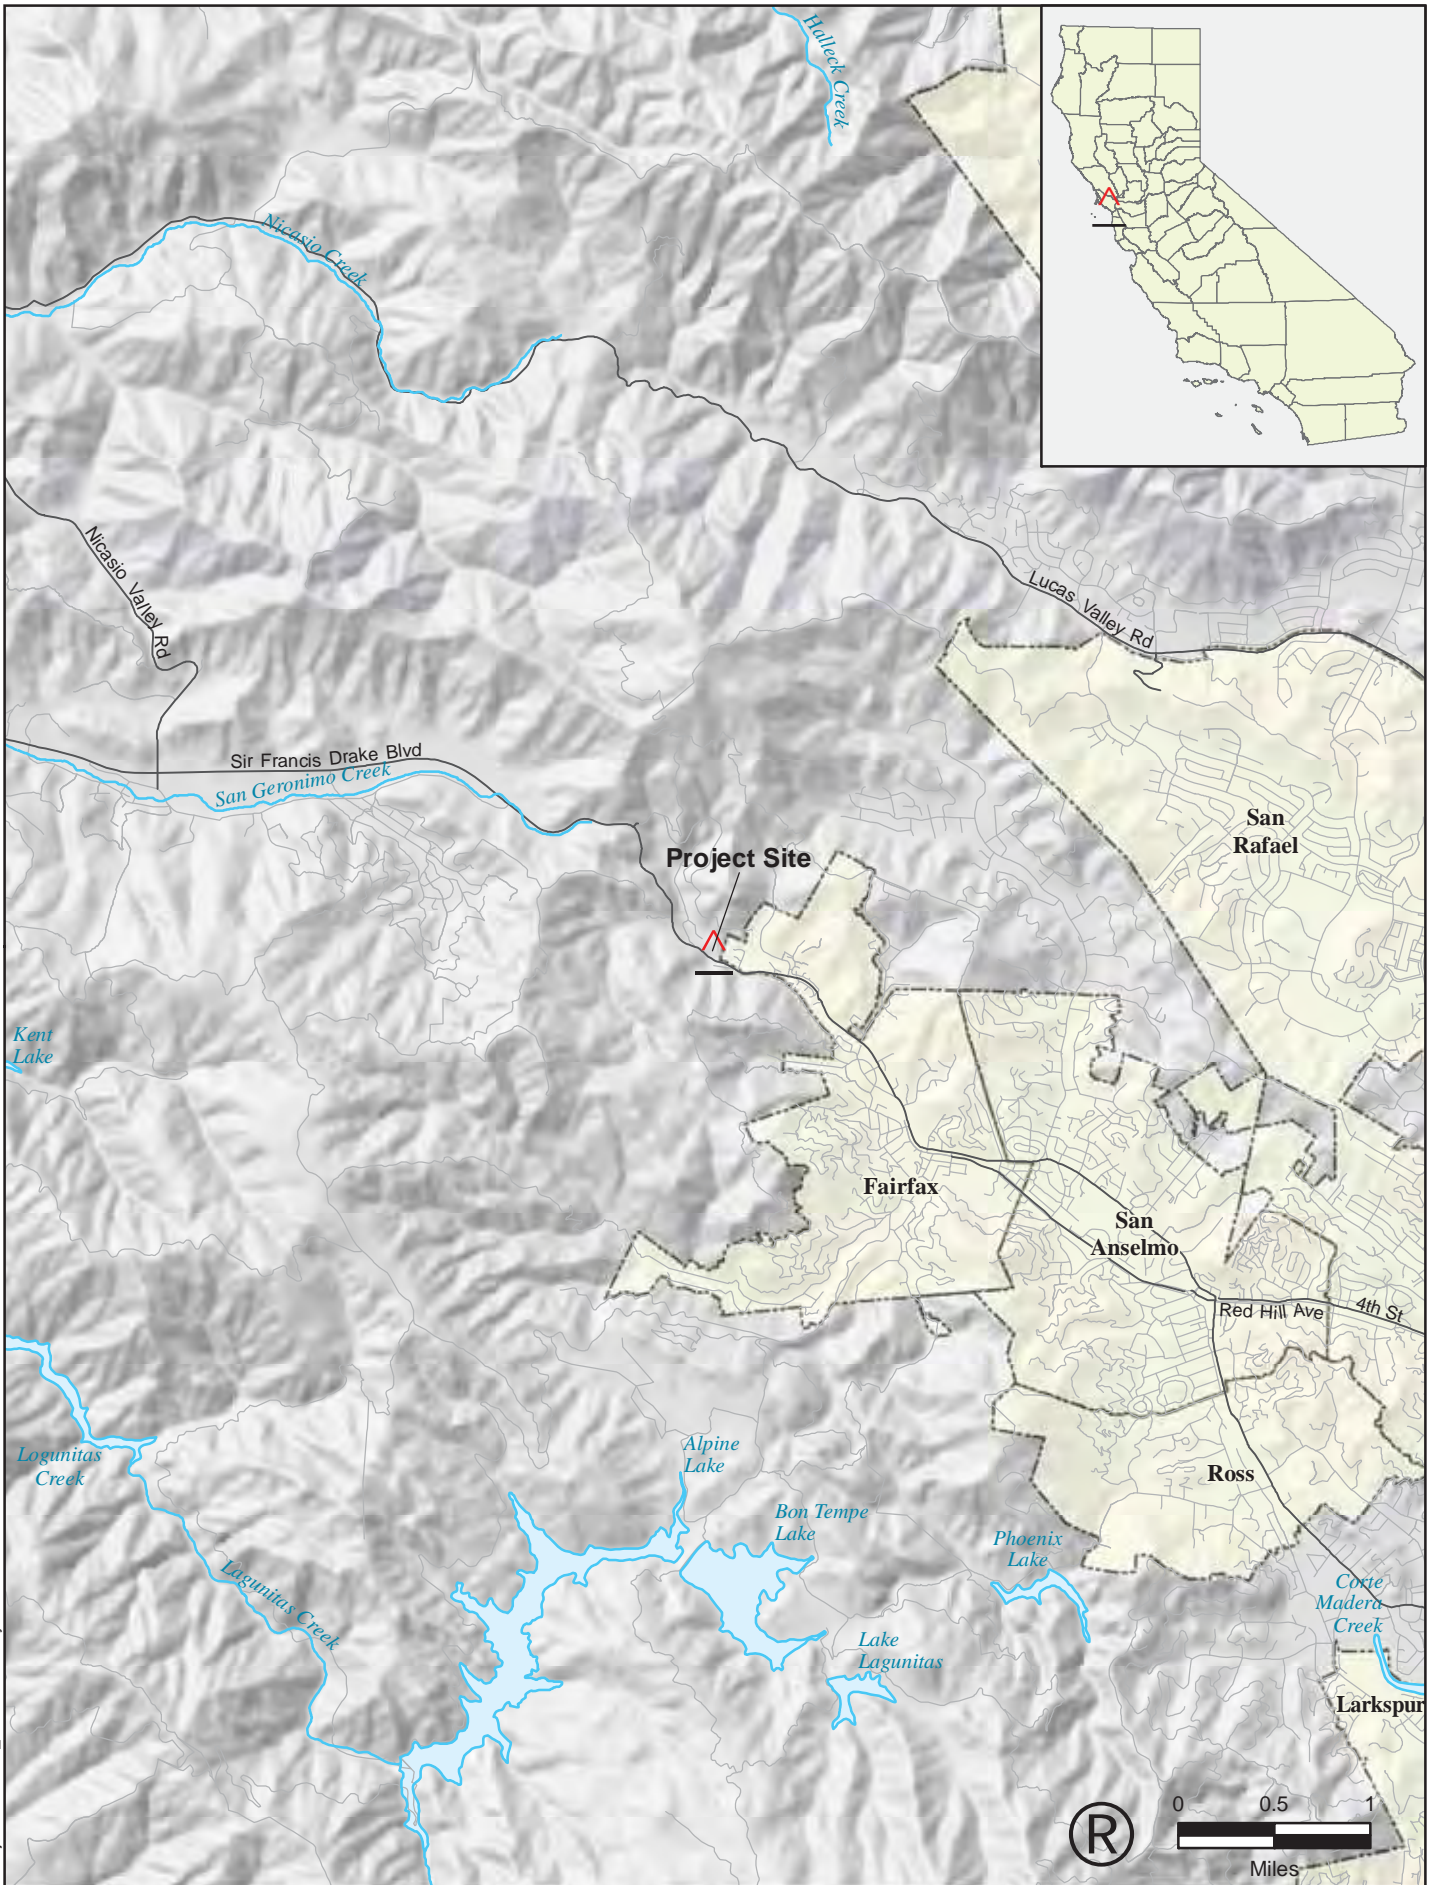 Halleck Creek
Nicasio Creek
Nicasio Valley Rd
Lucas Valley Rd
Sir Francis Drake Blvd
San Geronimo Creek
San
Rafael
Project Site
Kent
Lake
Fairfax
San
Anselmo
Red Hill Ave
4th St
Logunitas
Creek
Alpine
Lake
Ross
Bon Tempe
Lake
Phoenix
Lake
Lagunitas Creek
Corte
Madera
Creek
Lake
Lagunitas
Larkspur
0 0.5 1
®
Miles